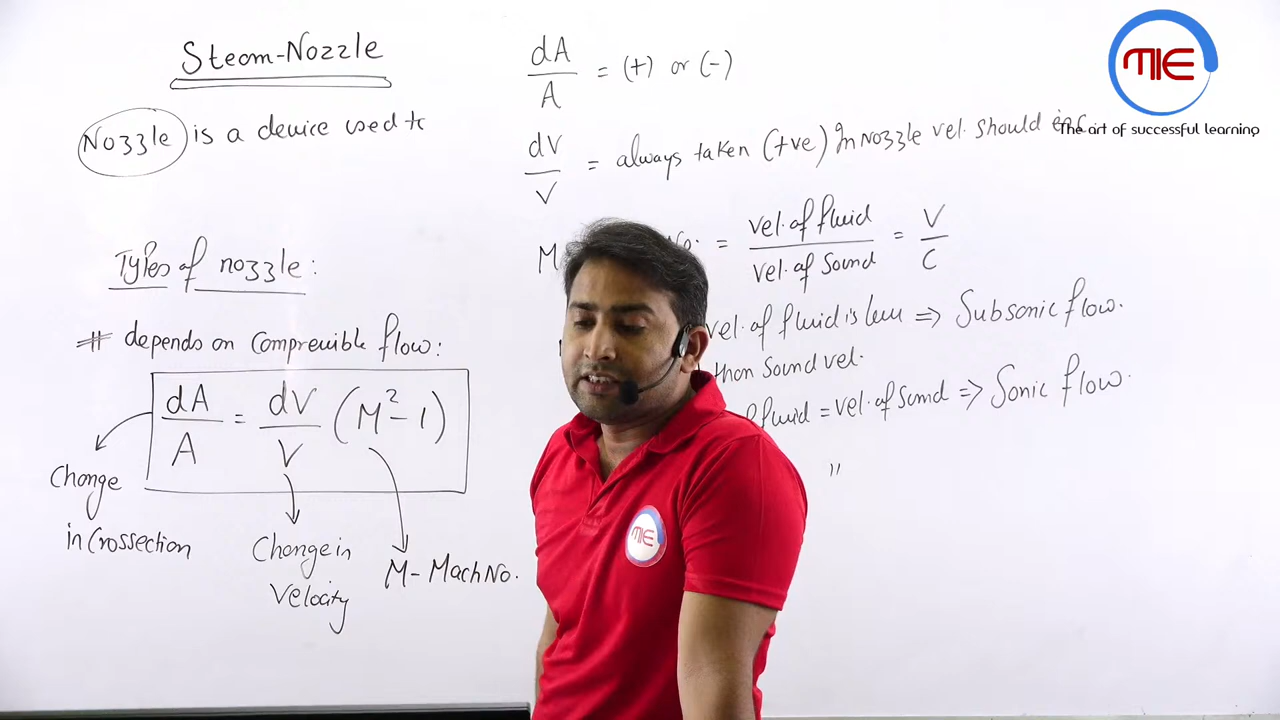 Steam-Nozzle
Nozzle is a device used to
Types of nozzle:
# depends on Compressible flow:
dA/A = dV/V (M²-1)
Change
in Crossection
Change in
Velocity
M - Mach No.
dA/A = (+) or (-)
dV/V = always taken (+ve) In Nozzle vel. should inc
M No. = vel. of fluid / vel. of Sound = V/C
vel. of fluid is less => Subsonic flow.
than Sound vel.
fluid = vel. of Sound => Sonic flow.
"
MIE
The art of successful learning
MIE